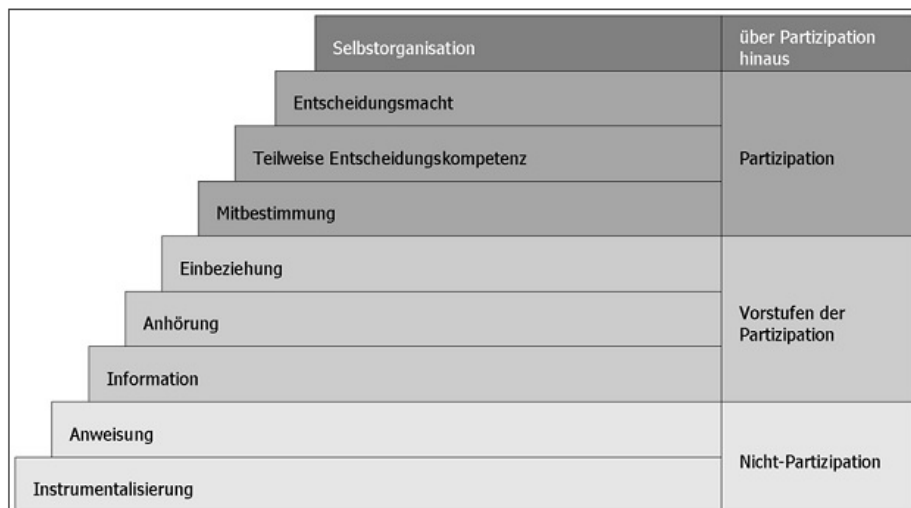 Selbstorganisation
über Partizipation
hinaus
Entscheidungsmacht
Teilweise Entscheidungskompetenz
Partizipation
Mitbestimmung
Einbeziehung
Anhörung
Vorstufen der
Partizipation
Information
Anweisung
Nicht-Partizipation
Instrumentalisierung